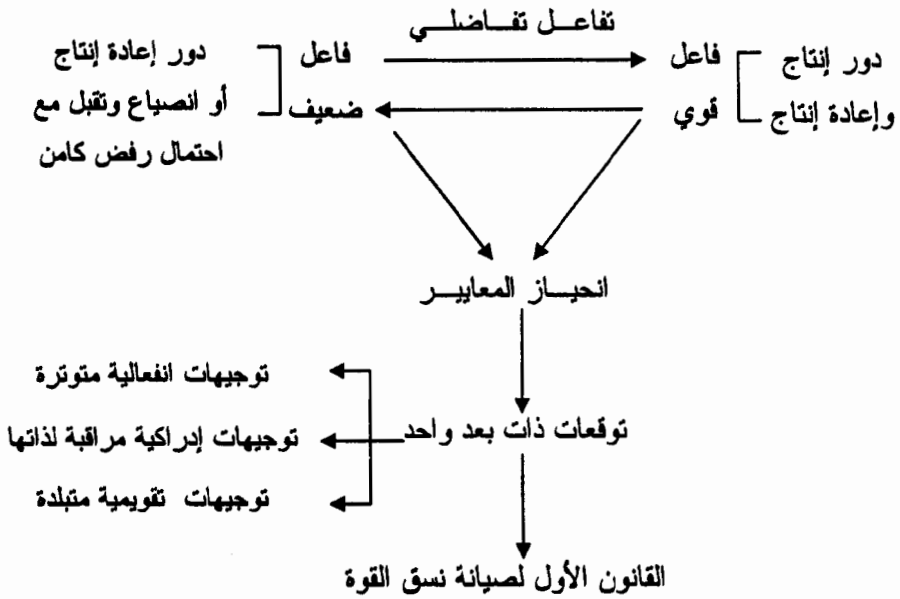 تفاعل تفاضلي
دور إنتاج
وإعادة إنتاج
فاعل
قوي
فاعل
ضعيف
دور إعادة إنتاج
أو انصياع وتقبل مع
احتمال رفض كامن
انحياز المعايير
توقعات ذات بعد واحد
توجيهات انفعالية متوترة
توجيهات إدراكية مراقبة لذاتها
توجيهات تقويمية متبلدة
القانون الأول لصيانة نسق القوة